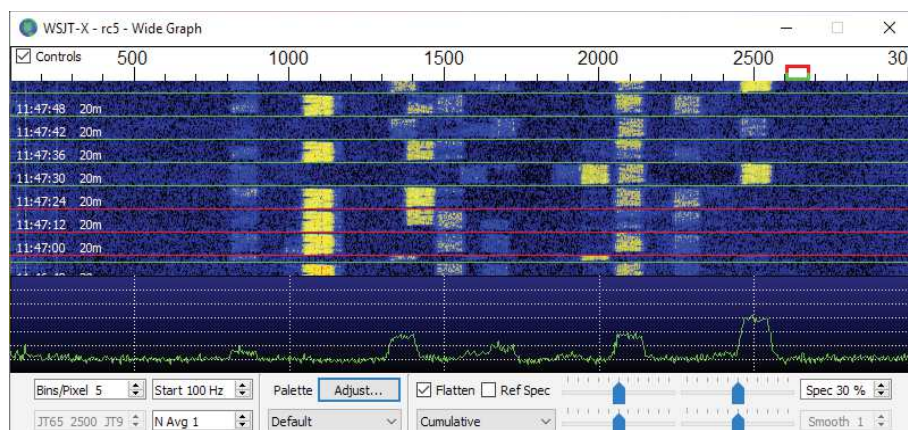 WSJT-X - rc5 - Wide Graph
Controls 500 1000 1500 2000 2500 30
11:47:48 20m
11:47:42 20m
11:47:36 20m
11:47:30 20m
11:47:24 20m
11:47:12 20m
11:47:00 20m
Bins/Pixel 5 Start 100 Hz Palette Adjust... Flatten Ref Spec Spec 30 %
JT65 2500 JT9 N Avg 1 Default Cumulative Smooth 1